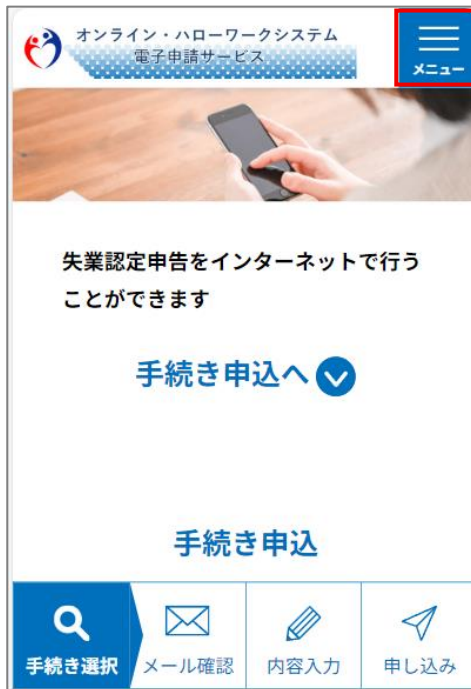 オンライン・ハローワークシステム
電子申請サービス
メニュー
失業認定申告をインターネットで行う
ことができます
手続き申込へ
手続き申込
手続き選択
メール確認
内容入力
申し込み